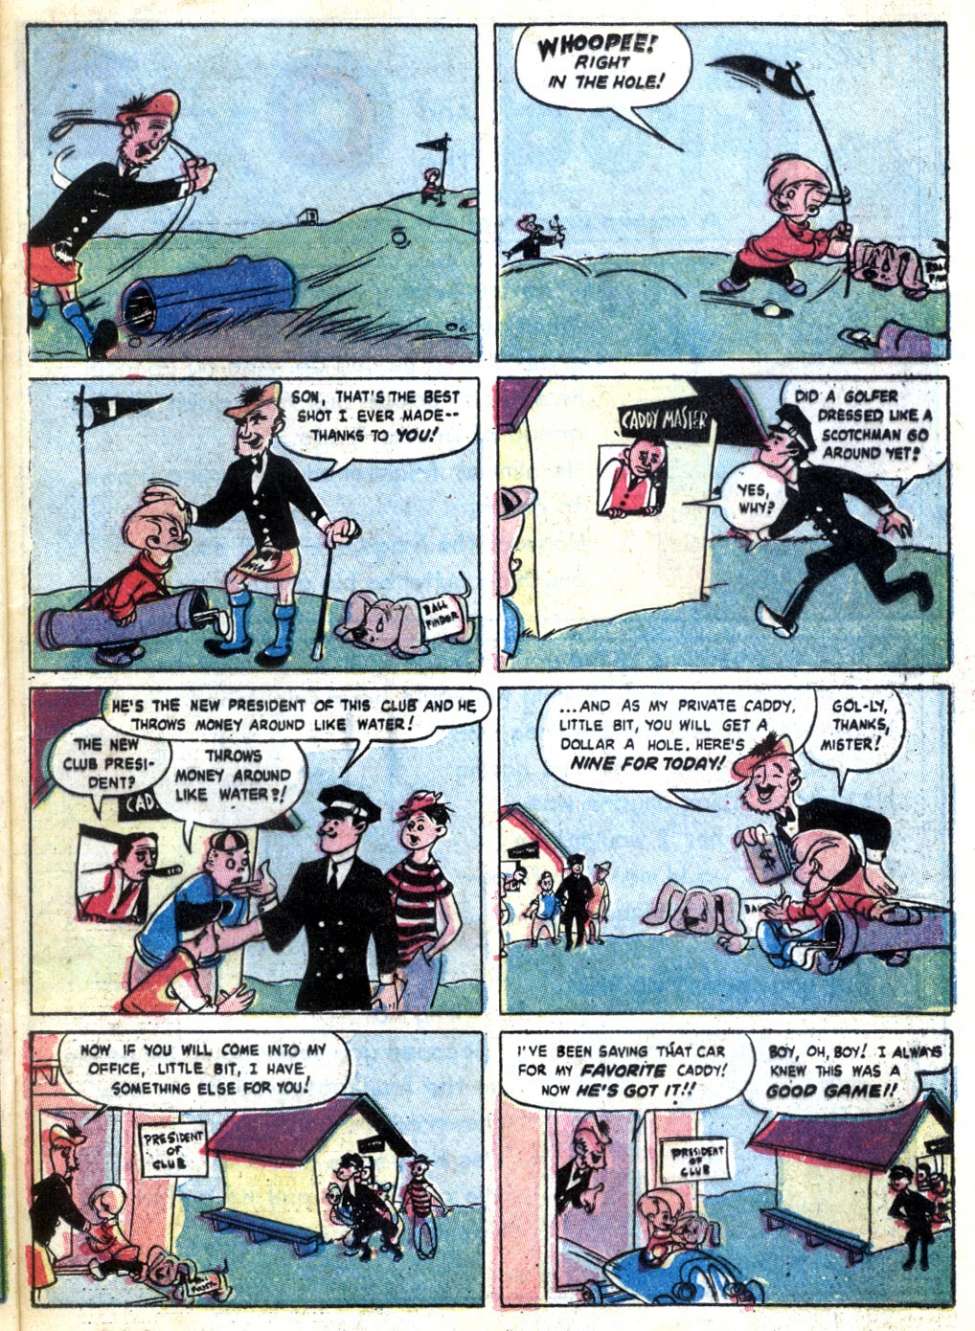 WHOOPEE!
RIGHT
IN THE HOLE!
SON, THAT'S THE BEST
SHOT I EVER MADE--
THANKS TO YOU!
BALL
FINDOR
CADDY MASTER
DID A GOLFER
DRESSED LIKE A
SCOTCHMAN GO
AROUND YET?
YES,
WHY?
HE'S THE NEW PRESIDENT OF THIS CLUB AND HE
THROWS MONEY AROUND LIKE WATER!
THE NEW
CLUB PRESI-
DENT?
THROWS
MONEY AROUND
LIKE WATER?!
CAD
...AND AS MY PRIVATE CADDY,
LITTLE BIT, YOU WILL GET A
DOLLAR A HOLE. HERE'S
NINE FOR TODAY!
GOL-LY,
THANKS,
MISTER!
$
NOW IF YOU WILL COME INTO MY
OFFICE, LITTLE BIT, I HAVE
SOMETHING ELSE FOR YOU!
PRESIDENT
OF
CLUB
I'VE BEEN SAVING THAT CAR
FOR MY FAVORITE CADDY!
NOW HE'S GOT IT!!
BOY, OH, BOY! I ALWAYS
KNEW THIS WAS A
GOOD GAME!!
PRESIDENT
OF
CLUB